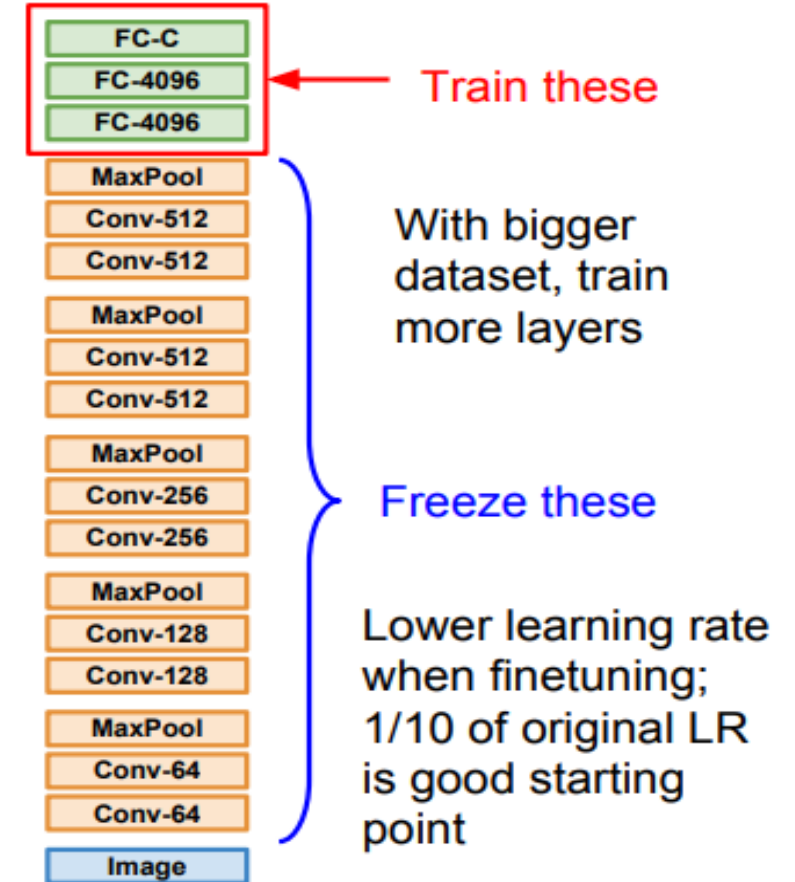 FC-C
FC-4096
FC-4096
Train these
MaxPool
Conv-512
Conv-512
With bigger
dataset, train
more layers
MaxPool
Conv-512
Conv-512
MaxPool
Conv-256
Conv-256
Freeze these
MaxPool
Conv-128
Conv-128
Lower learning rate
when finetuning;
1/10 of original LR
is good starting
point
MaxPool
Conv-64
Conv-64
Image